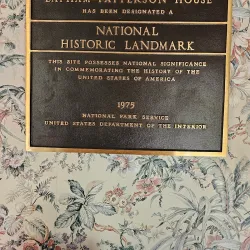 LAPHAM-PATTERSON HOUSE
HAS BEEN DESIGNATED A
NATIONAL
HISTORIC LANDMARK
THIS SITE POSSESSES NATIONAL SIGNIFICANCE
IN COMMEMORATING THE HISTORY OF THE
UNITED STATES OF AMERICA
1975
NATIONAL PARK SERVICE
UNITED STATES DEPARTMENT OF THE INTERIOR